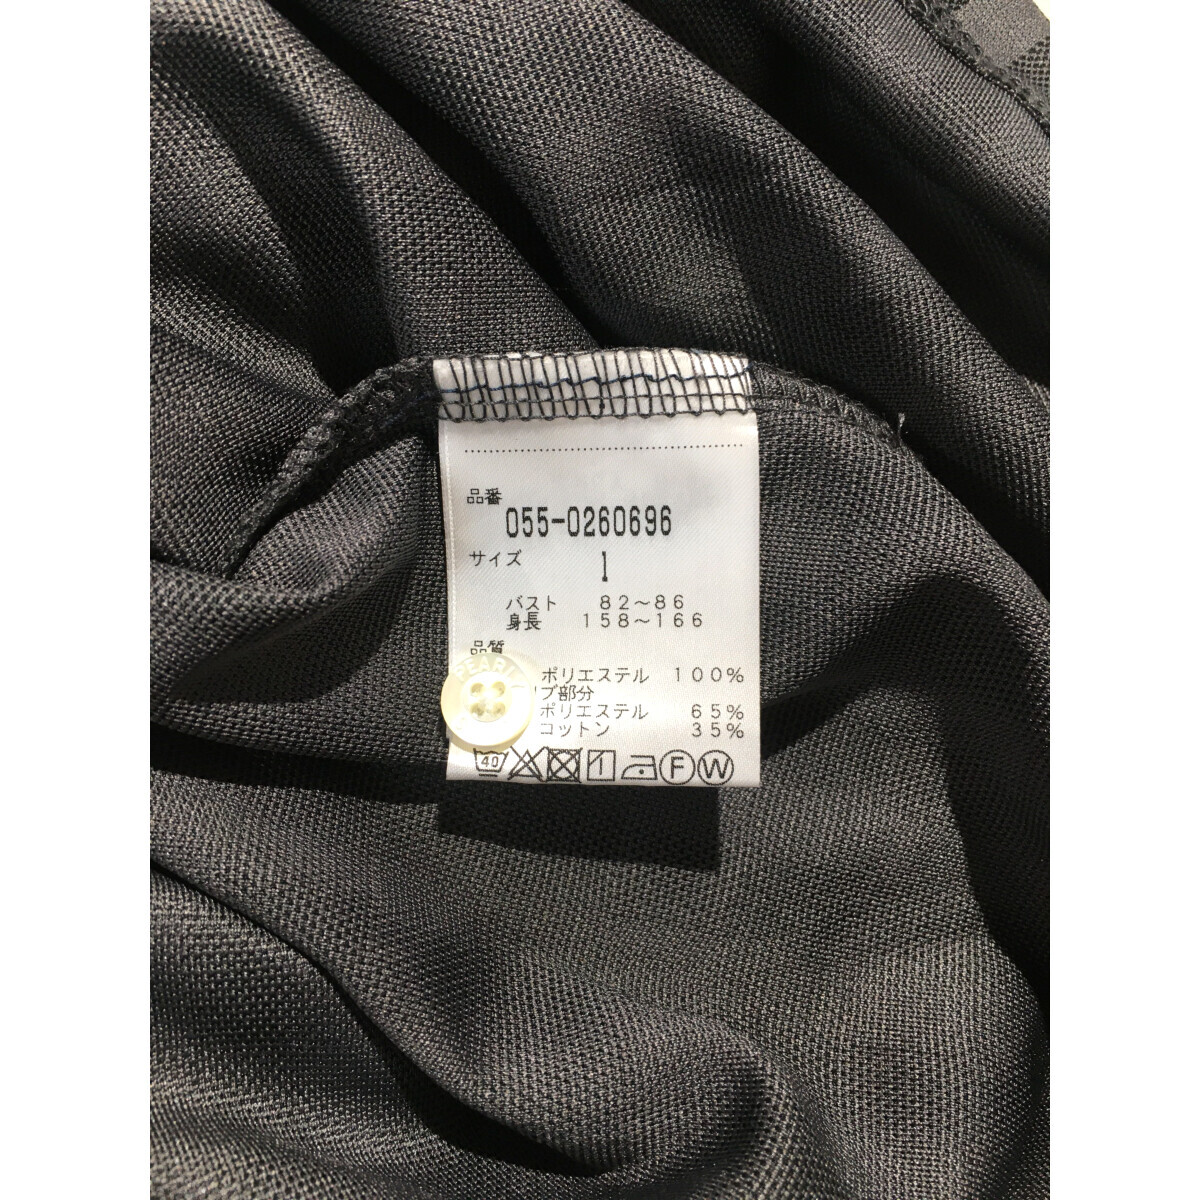 品番
055-0260696
サイズ 1
バスト 82～86
身長 158～166
品質
ポリエステル 100%
ブ部分
ポリエステル 65%
コットン 35%
40 1 F W
PEARL